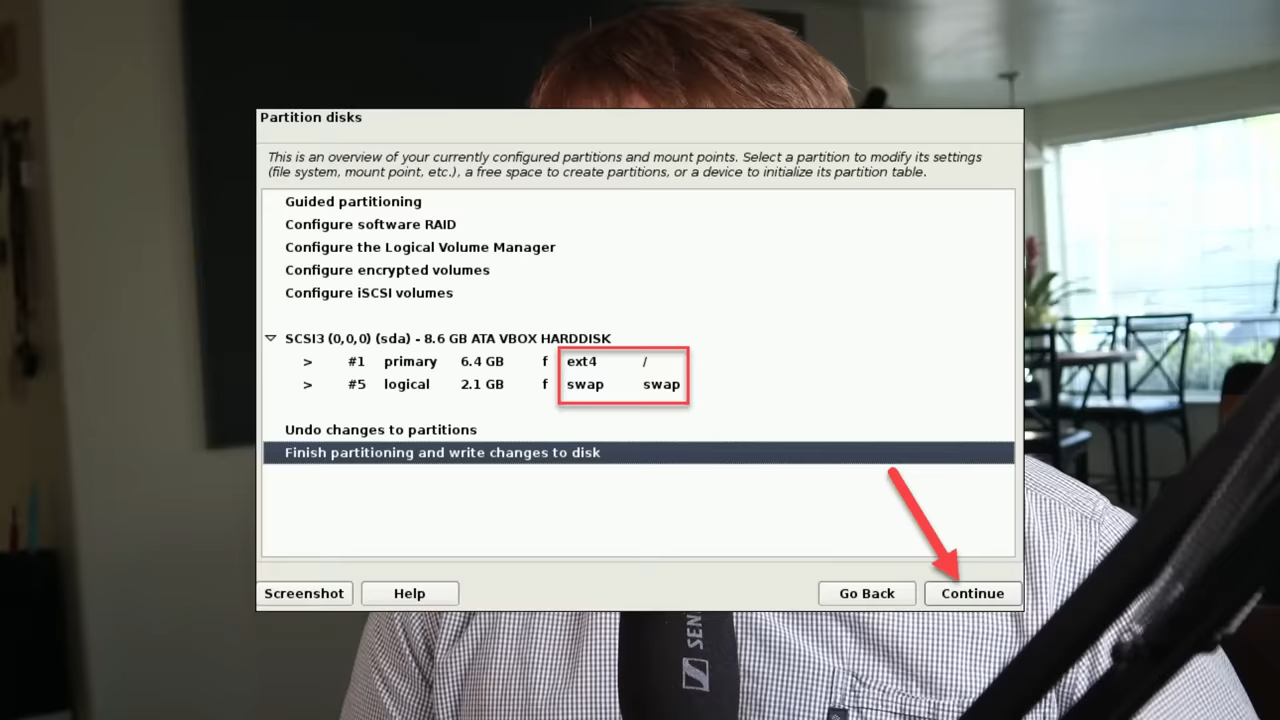 Partition disks
This is an overview of your currently configured partitions and mount points. Select a partition to modify its settings
(file system, mount point, etc.), a free space to create partitions, or a device to initialize its partition table.
Guided partitioning
Configure software RAID
Configure the Logical Volume Manager
Configure encrypted volumes
Configure iSCSI volumes
SCSI3 (0,0,0) (sda) - 8.6 GB ATA VBOX HARDDISK
> #1 primary 6.4 GB f ext4 /
> #5 logical 2.1 GB f swap swap
Undo changes to partitions
Finish partitioning and write changes to disk
Screenshot Help Go Back Continue
SEN